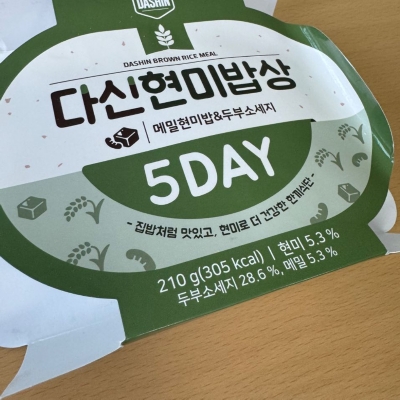 DASHIN
DASHIN BROWN RICE MEAL
다신현미밥상
메밀현미밥&두부소세지
5DAY
- 집밥처럼 맛있고, 현미로 더 건강한 한끼식단 -
210 g(305 kcal) | 현미 5.3 %
두부소세지 28.6 %, 메밀 5.3 %